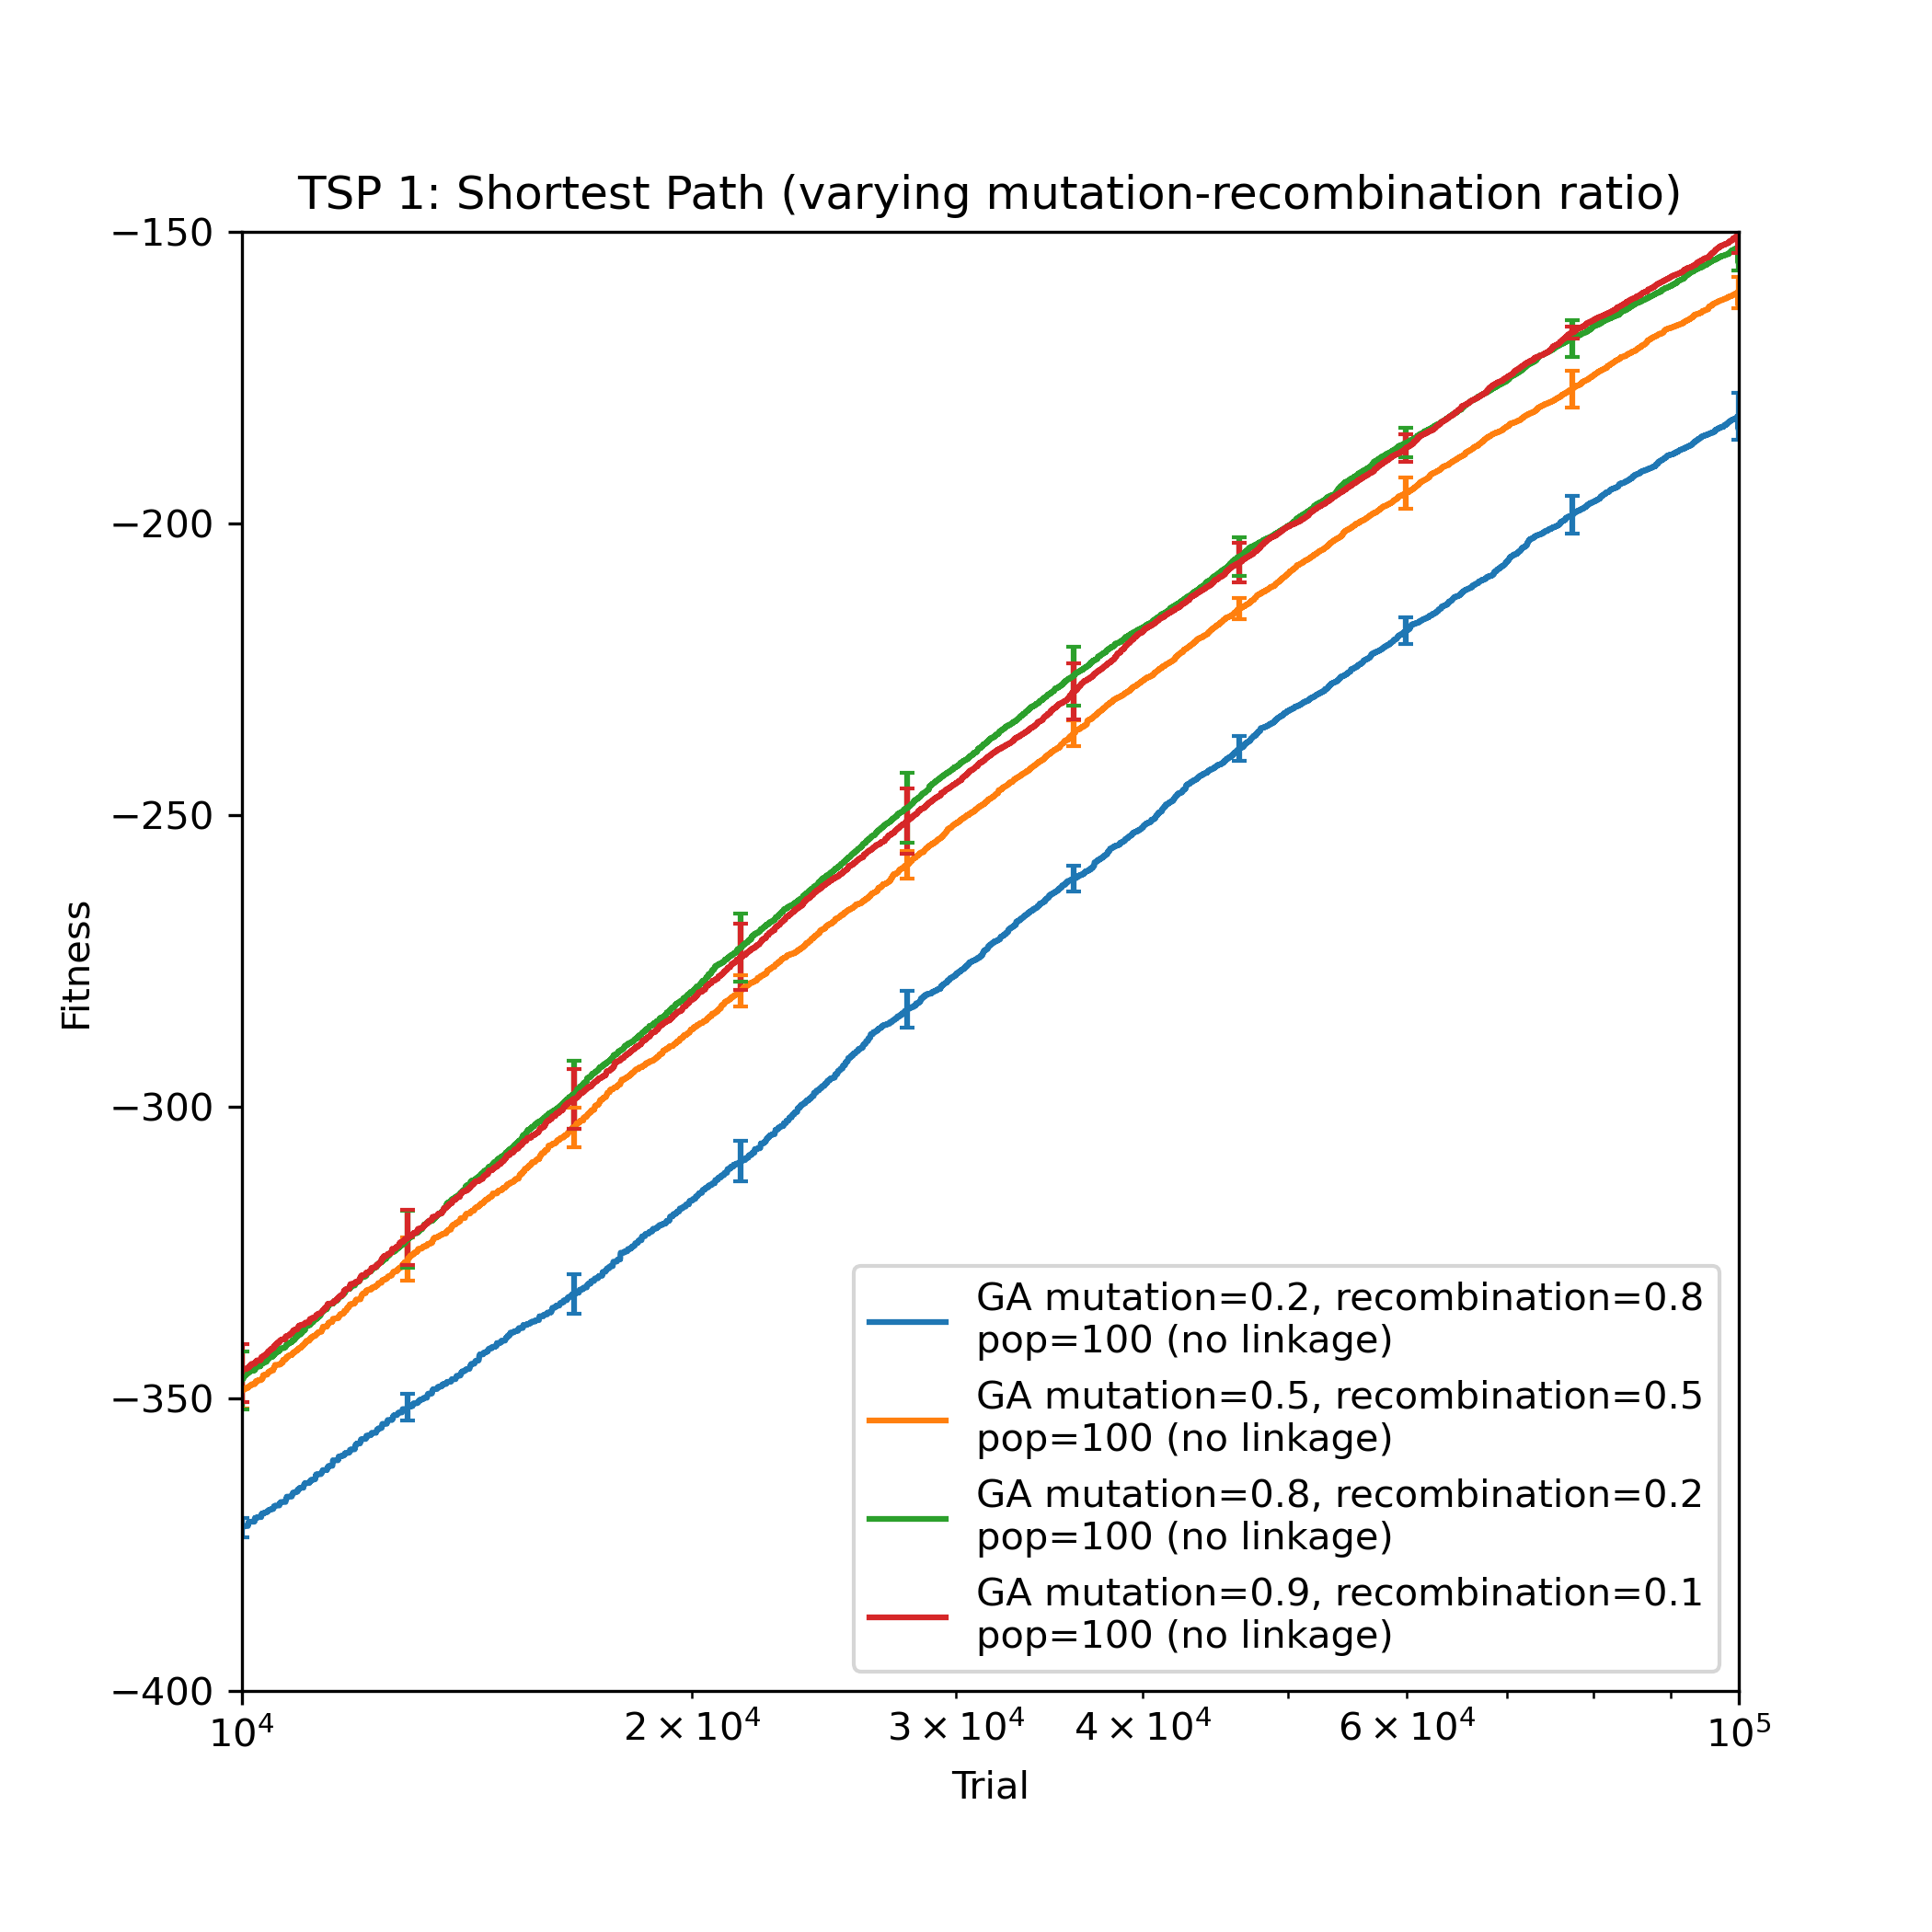 TSP 1: Shortest Path (varying mutation-recombination ratio)
−150
−200
−250
−300
−350
−400
Fitness
GA mutation=0.2, recombination=0.8
pop=100 (no linkage)
GA mutation=0.5, recombination=0.5
pop=100 (no linkage)
GA mutation=0.8, recombination=0.2
pop=100 (no linkage)
GA mutation=0.9, recombination=0.1
pop=100 (no linkage)
10⁴ 2×10⁴ 3×10⁴ 4×10⁴ 6×10⁴ 10⁵
Trial